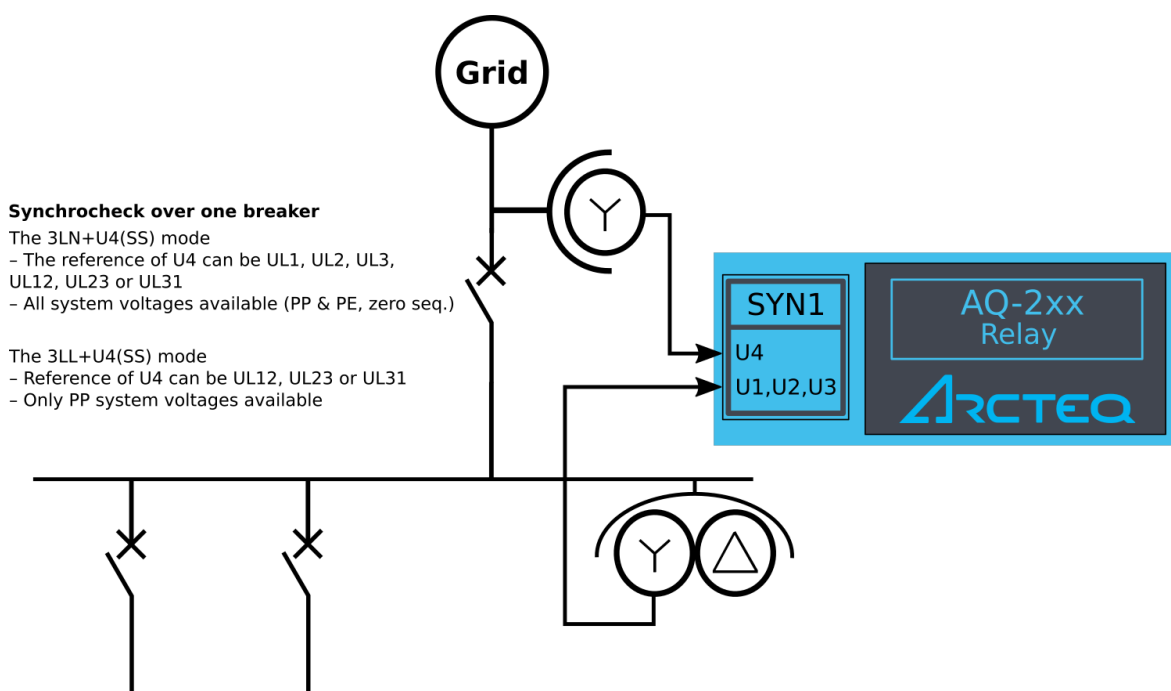 Grid
Synchrocheck over one breaker
The 3LN+U4(SS) mode
– The reference of U4 can be UL1, UL2, UL3,
UL12, UL23 or UL31
– All system voltages available (PP & PE, zero seq.)
The 3LL+U4(SS) mode
– Reference of U4 can be UL12, UL23 or UL31
– Only PP system voltages available
SYN1
U4
U1,U2,U3
AQ-2xx
Relay
ARCTEQ